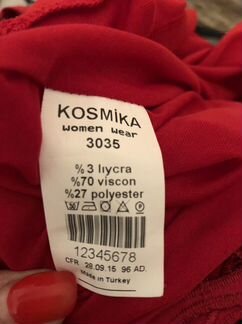 KOSMİKA
women wear
3035
%3 lıycra
%70 viscon
%27 polyester
12345678
CFR 28.09.15 96 AD.
Made in Turkey